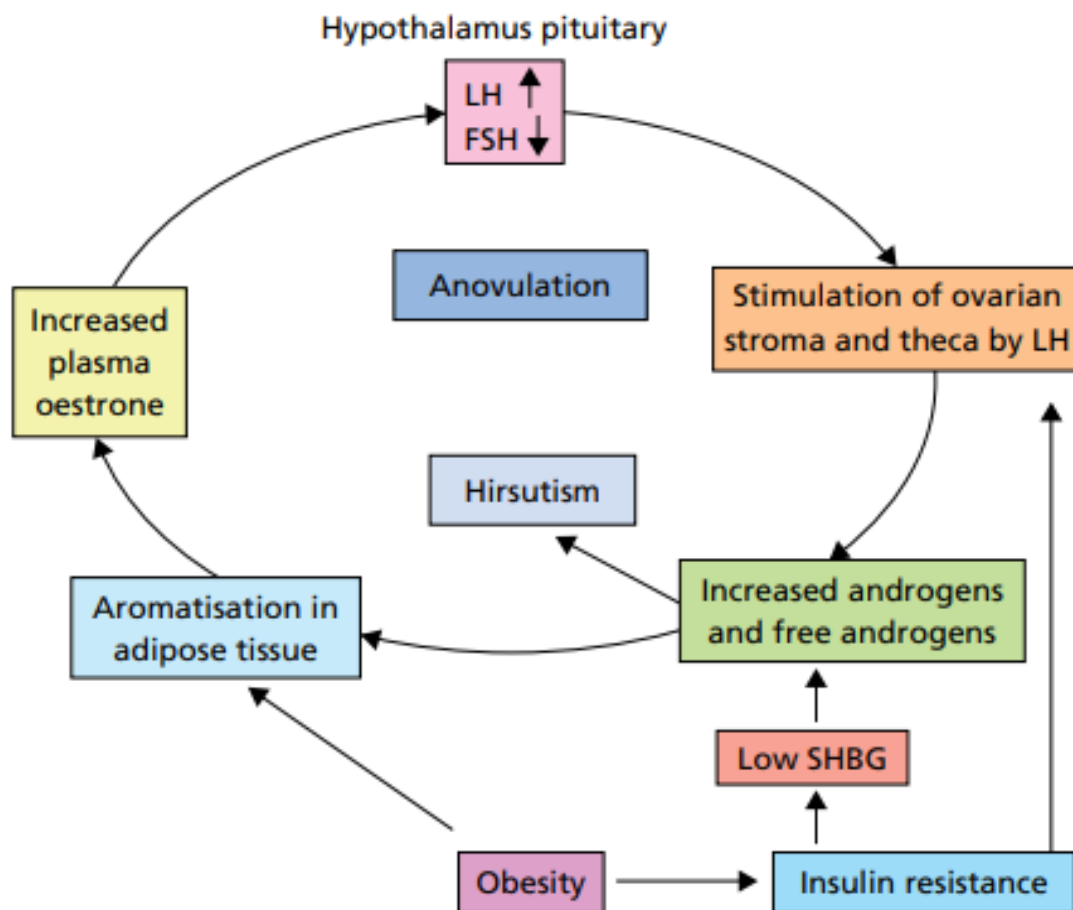 Hypothalamus pituitary
LH ↑
FSH ↓
Anovulation
Stimulation of ovarian
stroma and theca by LH
Increased
plasma
oestrone
Hirsutism
Increased androgens
and free androgens
Aromatisation in
adipose tissue
Low SHBG
Obesity
Insulin resistance